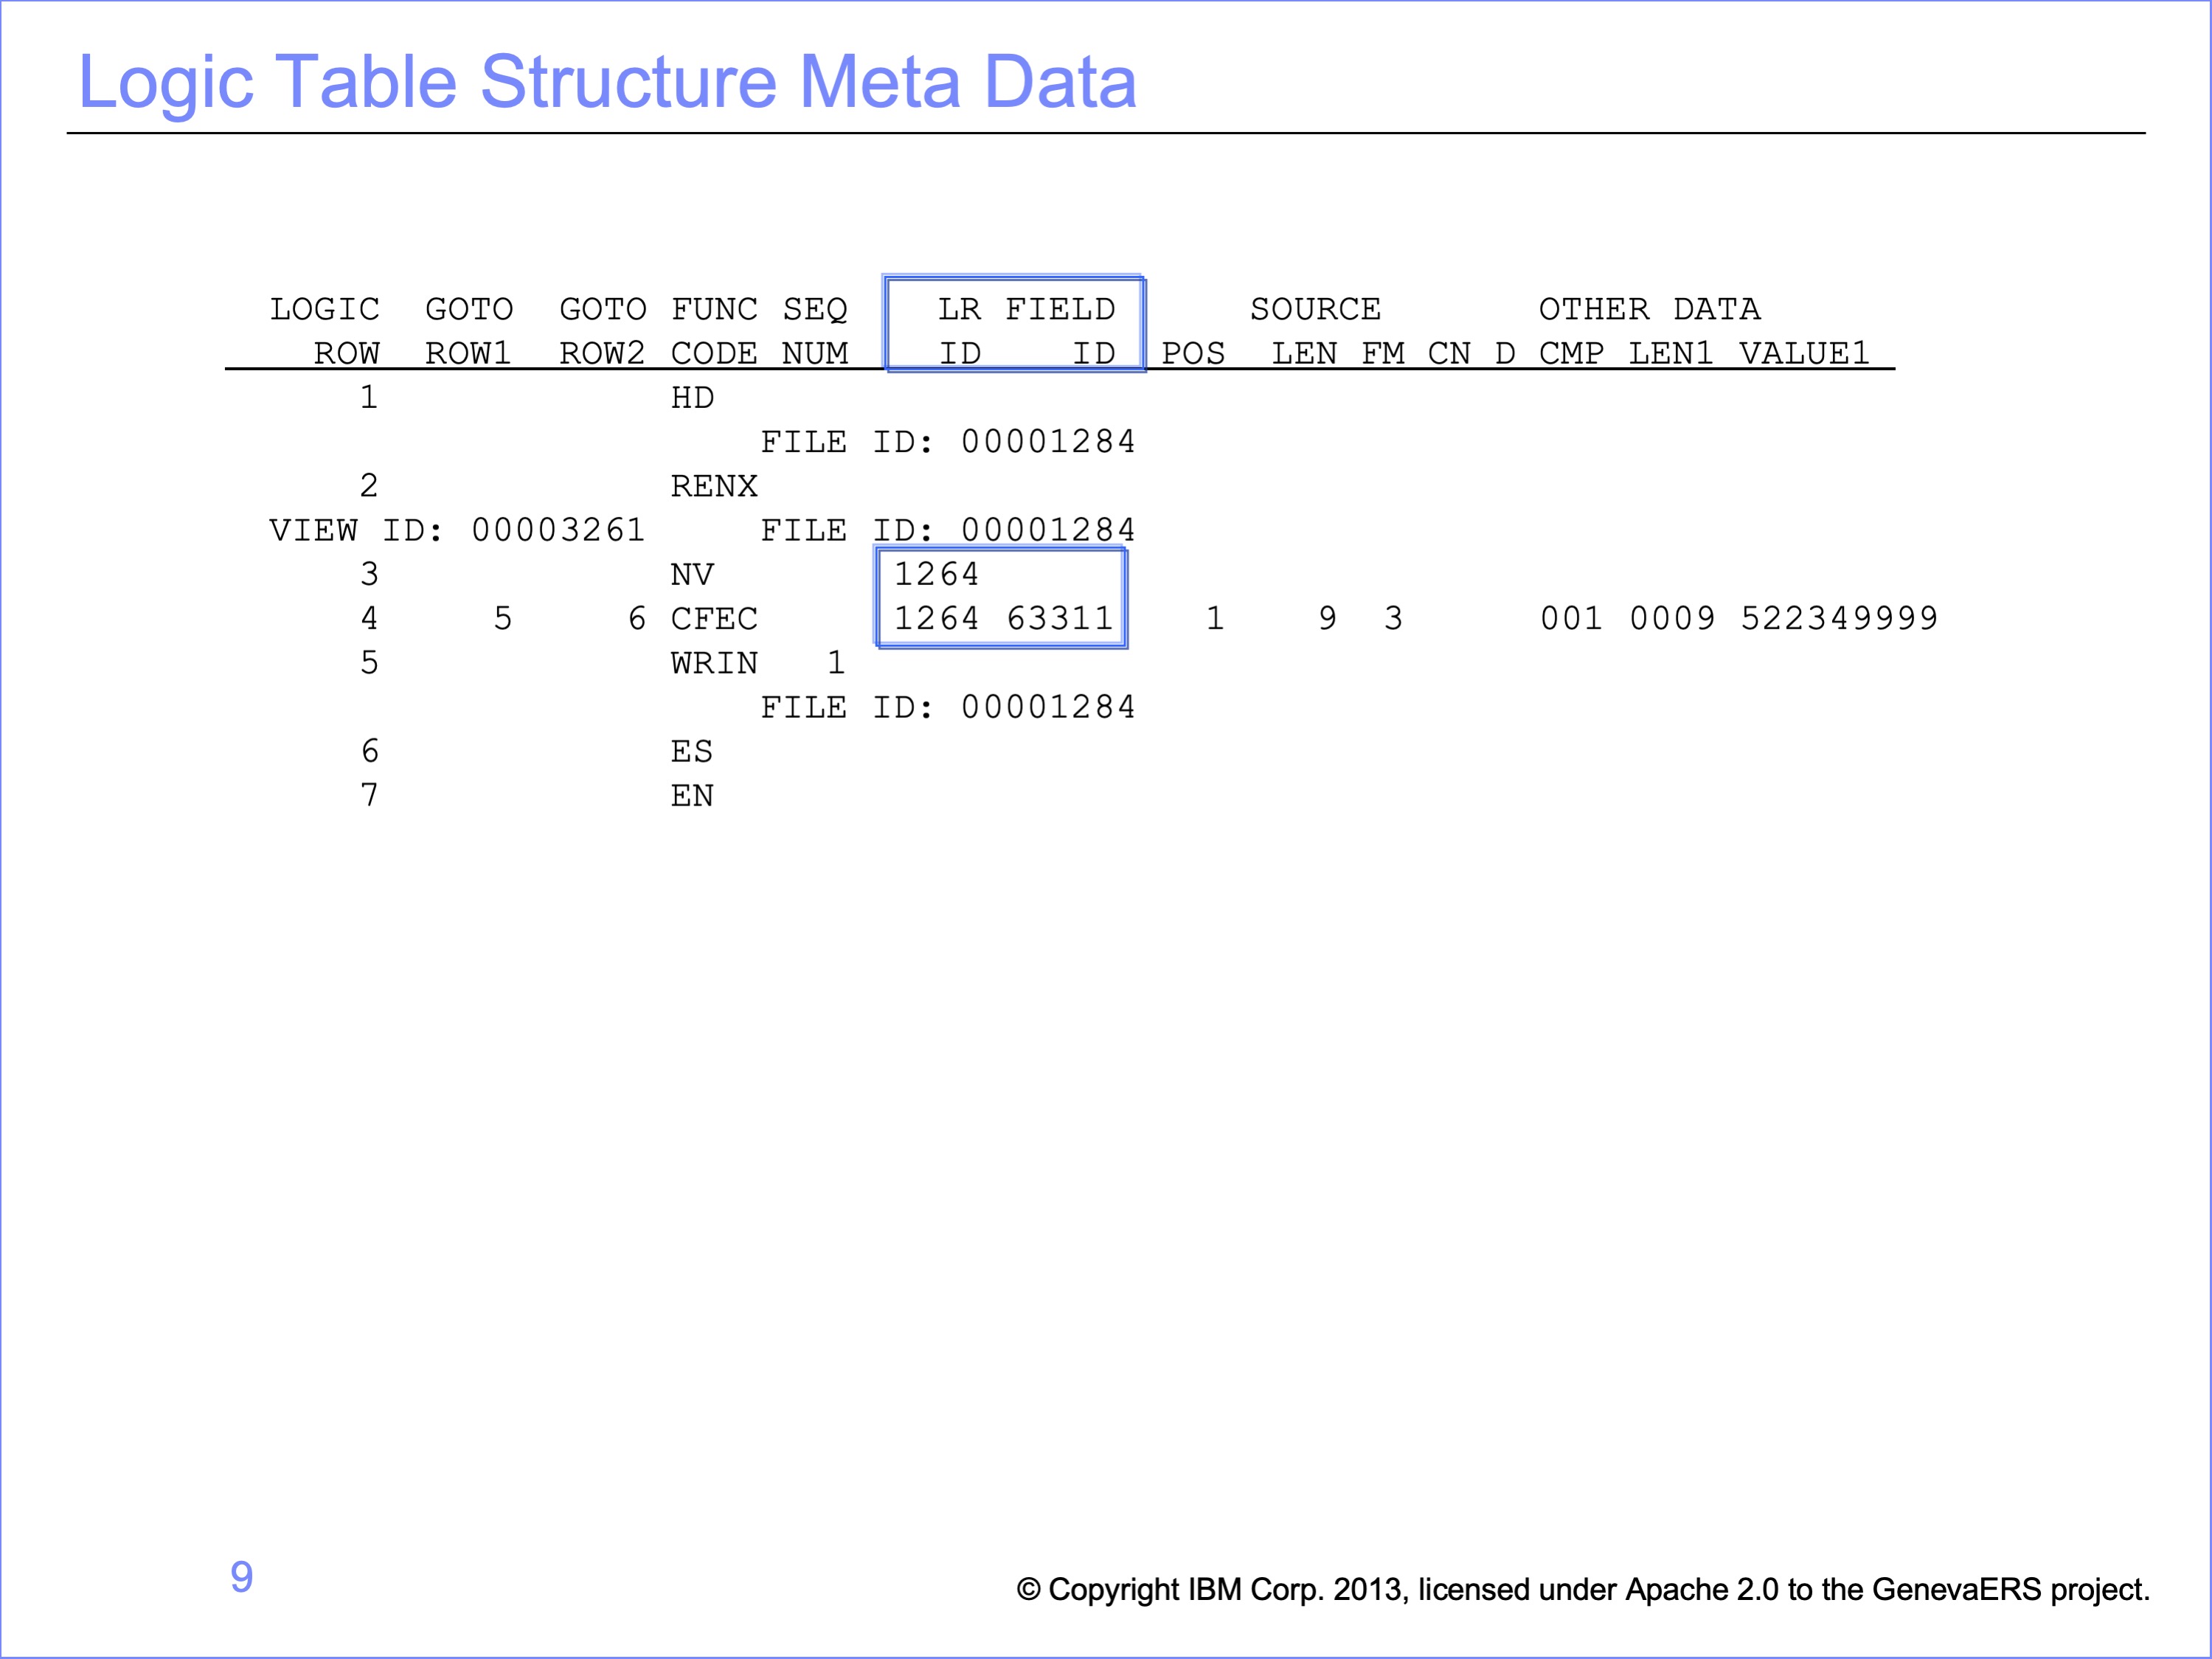 Logic Table Structure Meta Data
LOGIC GOTO GOTO FUNC SEQ LR FIELD SOURCE OTHER DATA
ROW ROW1 ROW2 CODE NUM ID ID POS LEN FM CN D CMP LEN1 VALUE1
1 HD
FILE ID: 00001284
2 RENX
VIEW ID: 00003261 FILE ID: 00001284
3 NV 1264
4 5 6 CFEC 1264 63311 1 9 3 001 0009 522349999
5 WRIN 1
FILE ID: 00001284
6 ES
7 EN
9
© Copyright IBM Corp. 2013, licensed under Apache 2.0 to the GenevaERS project.